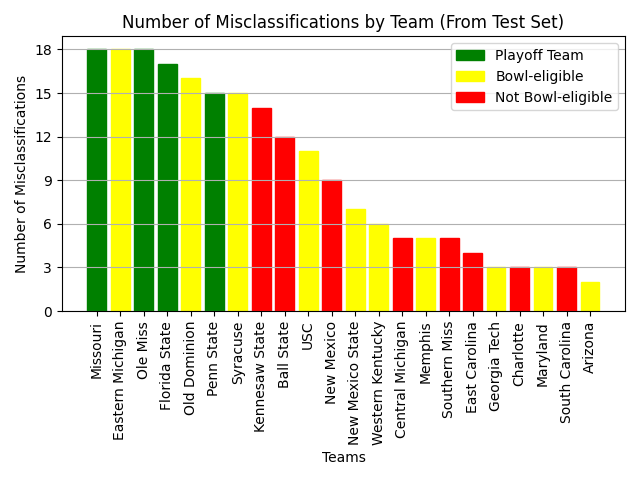 Number of Misclassifications by Team (From Test Set)
Playoff Team
Bowl-eligible
Not Bowl-eligible
Number of Misclassifications
18
15
12
9
6
3
0
Missouri
Eastern Michigan
Ole Miss
Florida State
Old Dominion
Penn State
Syracuse
Kennesaw State
Ball State
USC
New Mexico
New Mexico State
Western Kentucky
Central Michigan
Memphis
Southern Miss
East Carolina
Georgia Tech
Charlotte
Maryland
South Carolina
Arizona
Teams